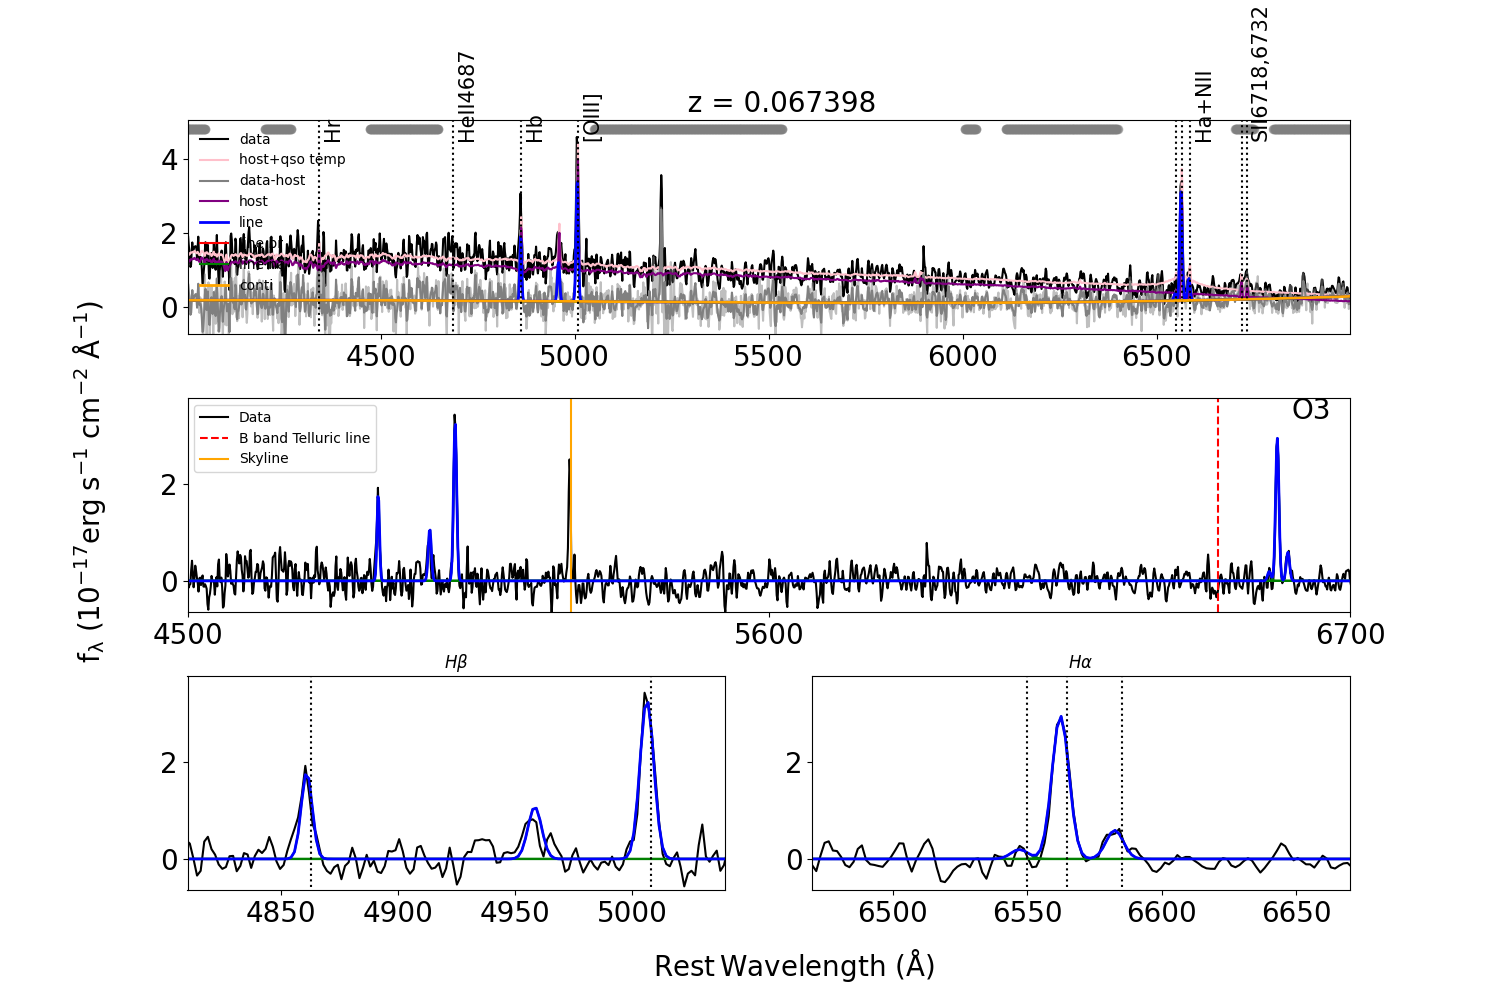 z = 0.067398
Hr
HeII4687
Hb
[OIII]
Ha+NII
SII6718,6732
data
host+qso temp
data-host
host
line
conti
4
2
0
4500 5000 5500 6000 6500
fλ (10⁻¹⁷erg s⁻¹ cm⁻² Å⁻¹)
O3
Data
B band Telluric line
Skyline
2
0
4500 5600 6700
Hβ
2
0
4850 4900 4950 5000
Hα
2
0
6500 6550 6600 6650
Rest Wavelength (Å)